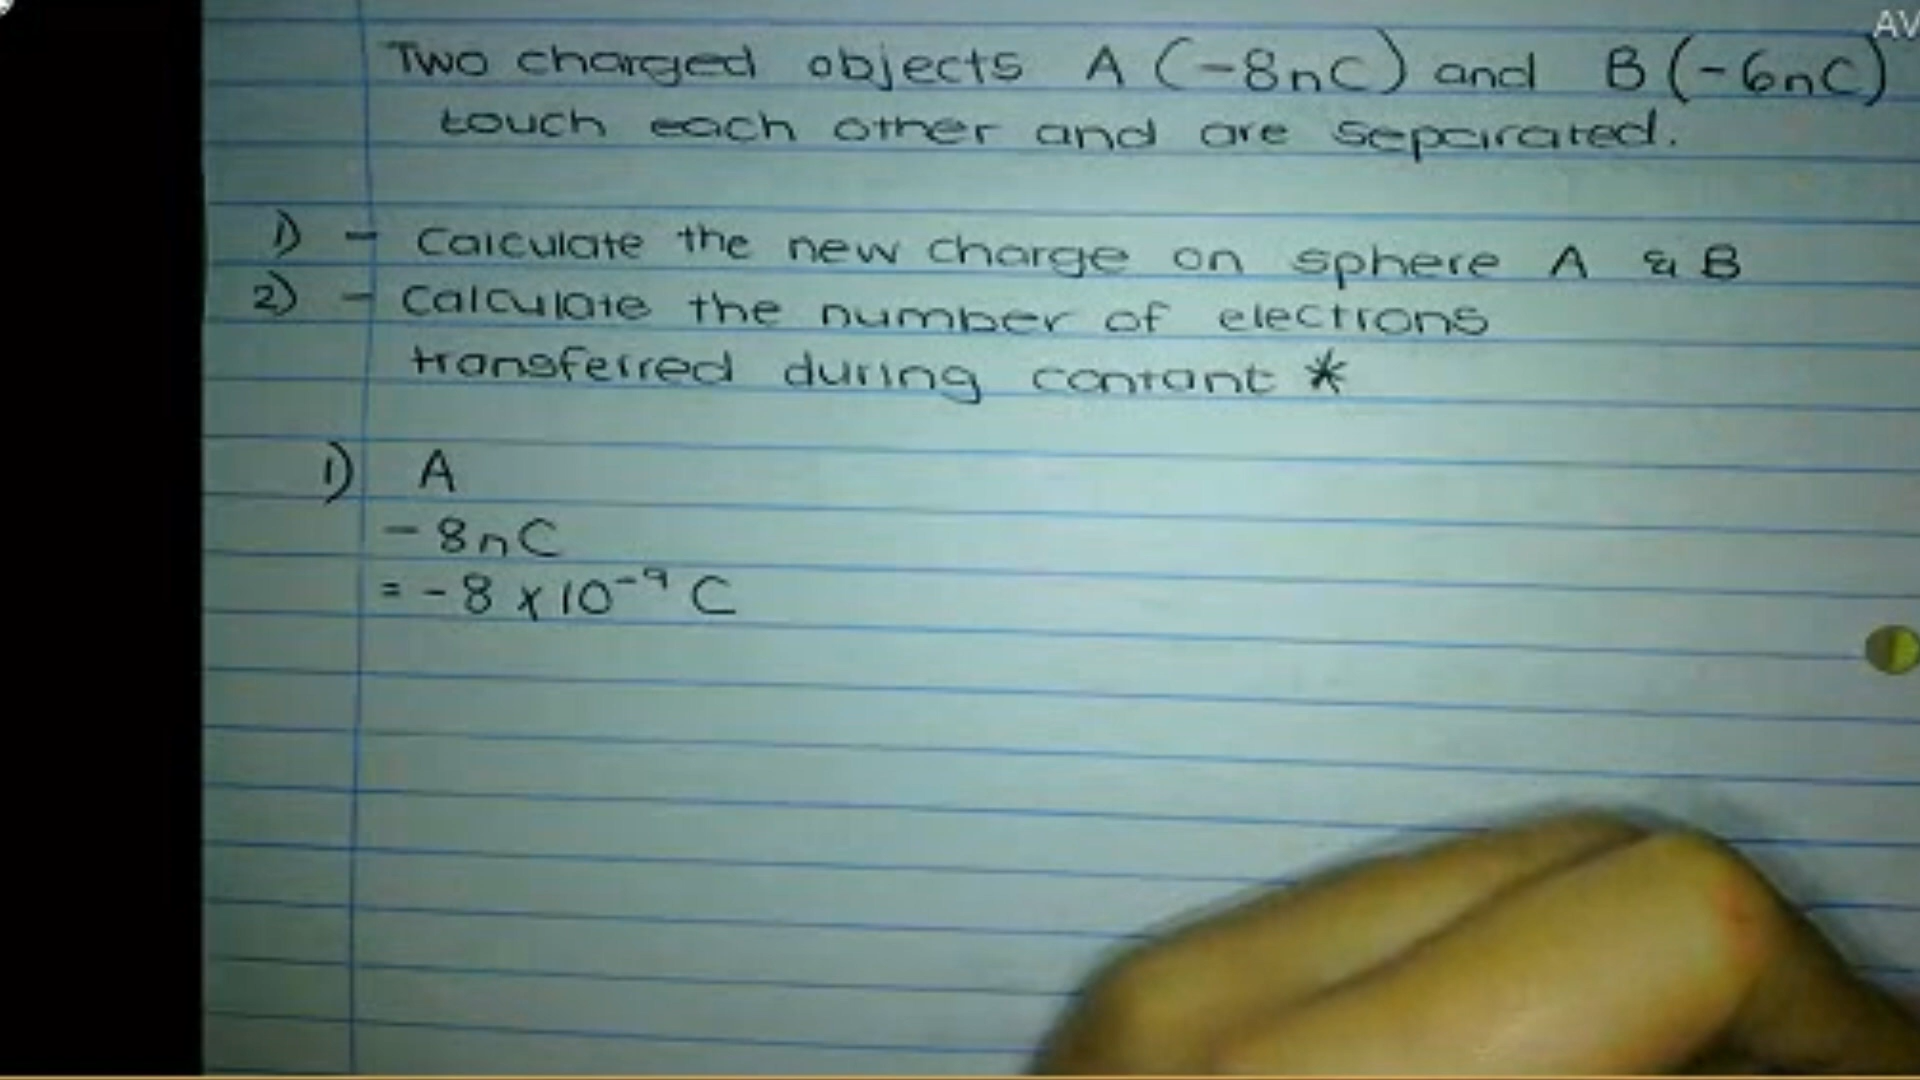 AV
Two charged objects A (-8nC) and B (-6nC)
touch each other and are separated.
1) - Calculate the new charge on sphere A & B
2) - Calculate the number of electrons
transferred during contant *
1) A
-8nC
= -8 x 10⁻⁹ C